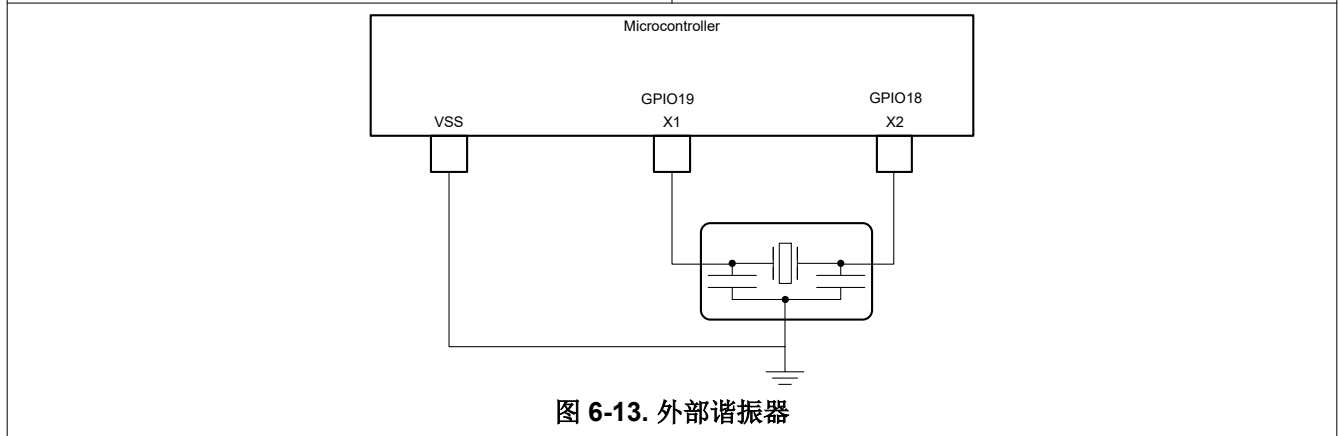 Microcontroller
GPIO19 GPIO18
VSS X1 X2
图 6-13. 外部谐振器